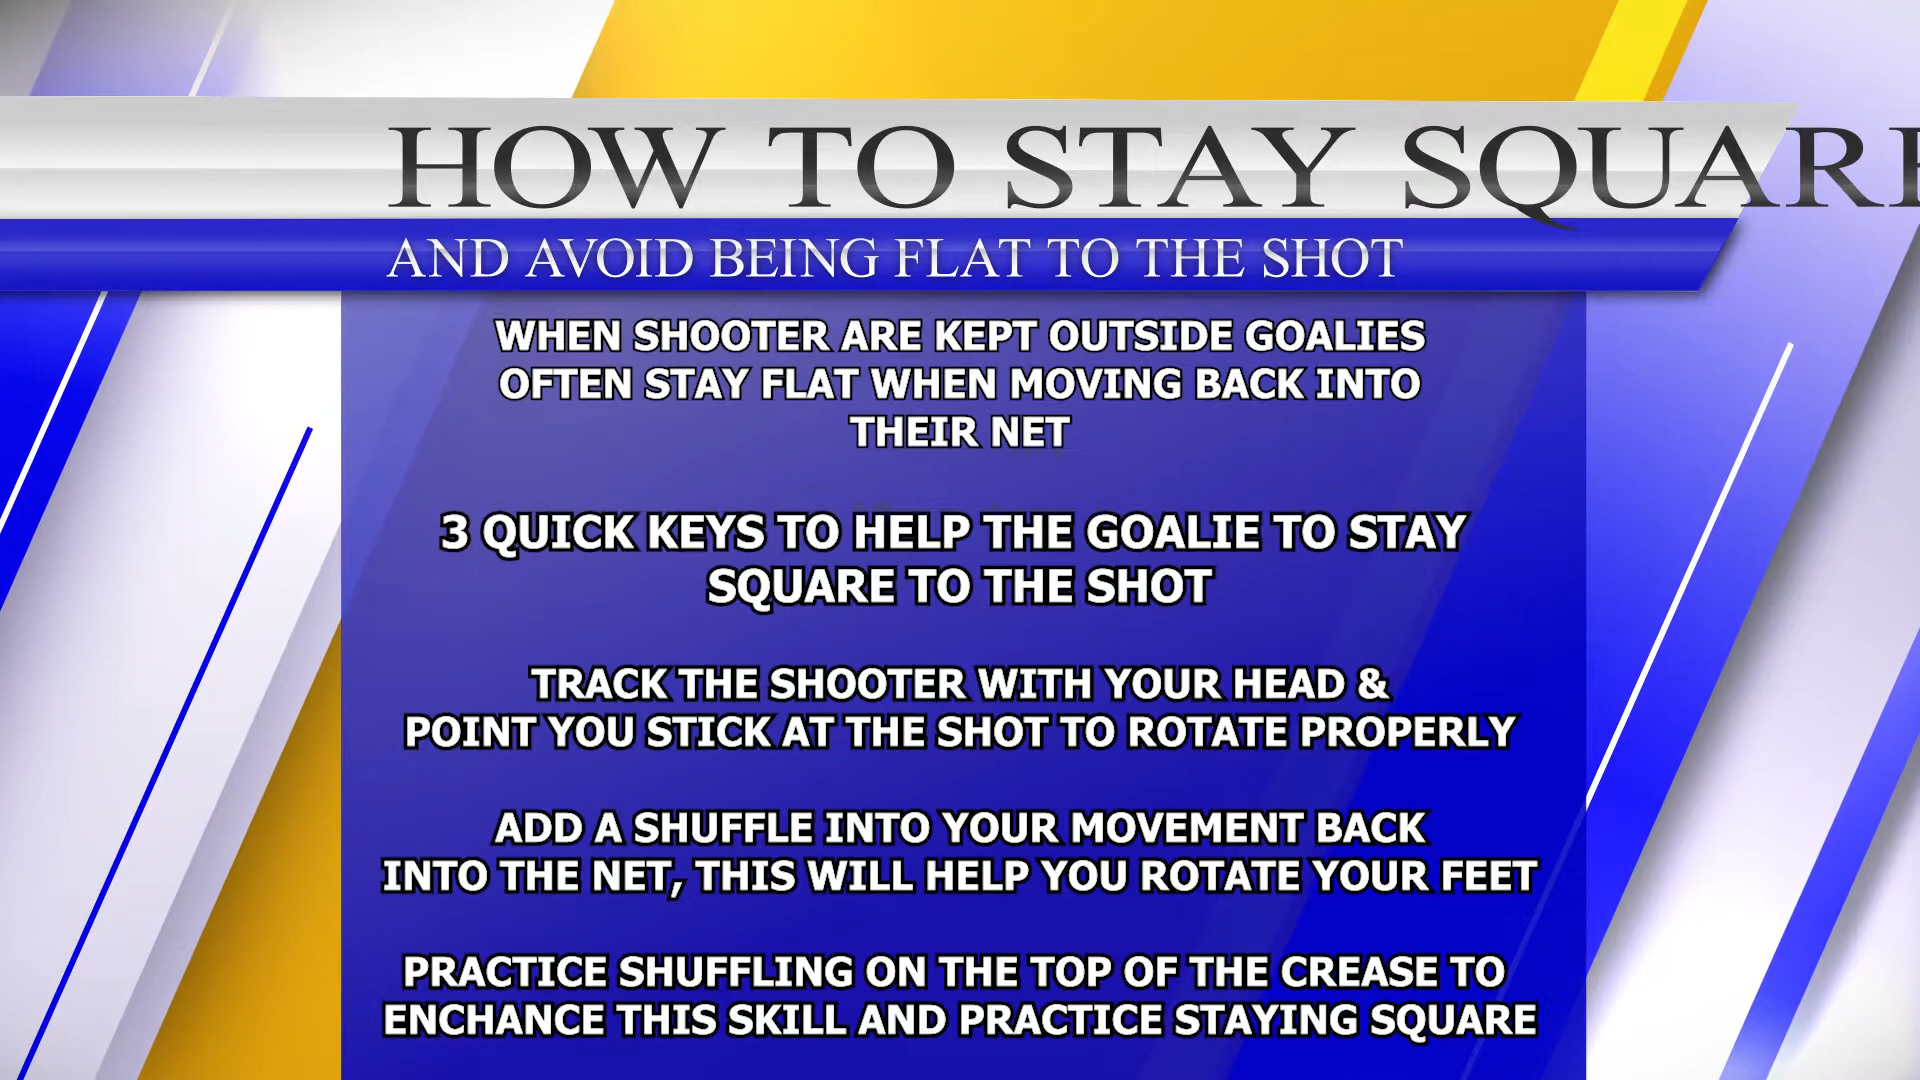 HOW TO STAY SQUARE
AND AVOID BEING FLAT TO THE SHOT
WHEN SHOOTER ARE KEPT OUTSIDE GOALIES
OFTEN STAY FLAT WHEN MOVING BACK INTO
THEIR NET
3 QUICK KEYS TO HELP THE GOALIE TO STAY
SQUARE TO THE SHOT
TRACK THE SHOOTER WITH YOUR HEAD &
POINT YOU STICK AT THE SHOT TO ROTATE PROPERLY
ADD A SHUFFLE INTO YOUR MOVEMENT BACK
INTO THE NET, THIS WILL HELP YOU ROTATE YOUR FEET
PRACTICE SHUFFLING ON THE TOP OF THE CREASE TO
ENCHANCE THIS SKILL AND PRACTICE STAYING SQUARE